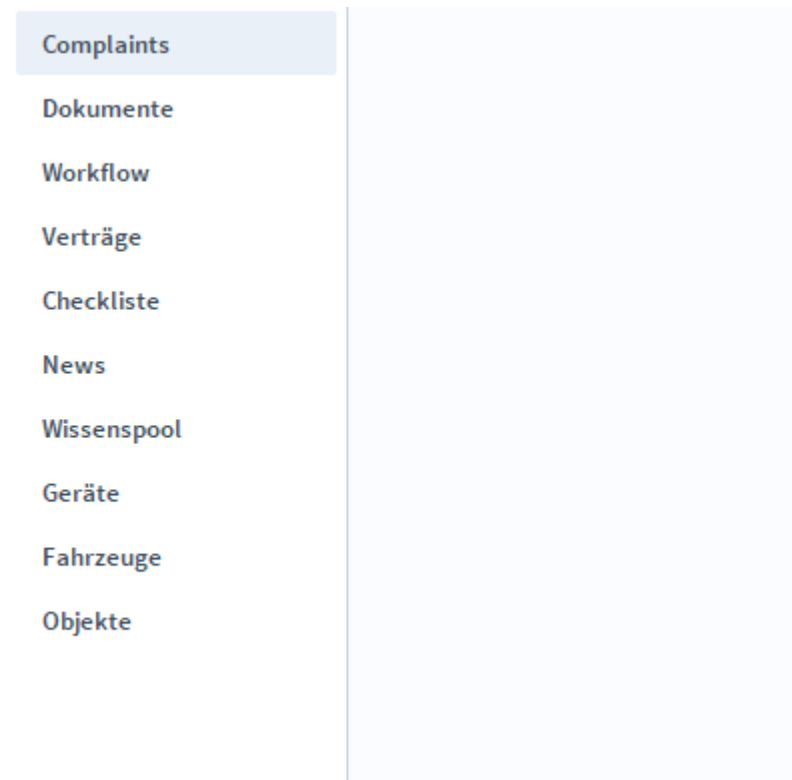 Complaints
Dokumente
Workflow
Verträge
Checkliste
News
Wissenspool
Geräte
Fahrzeuge
Objekte